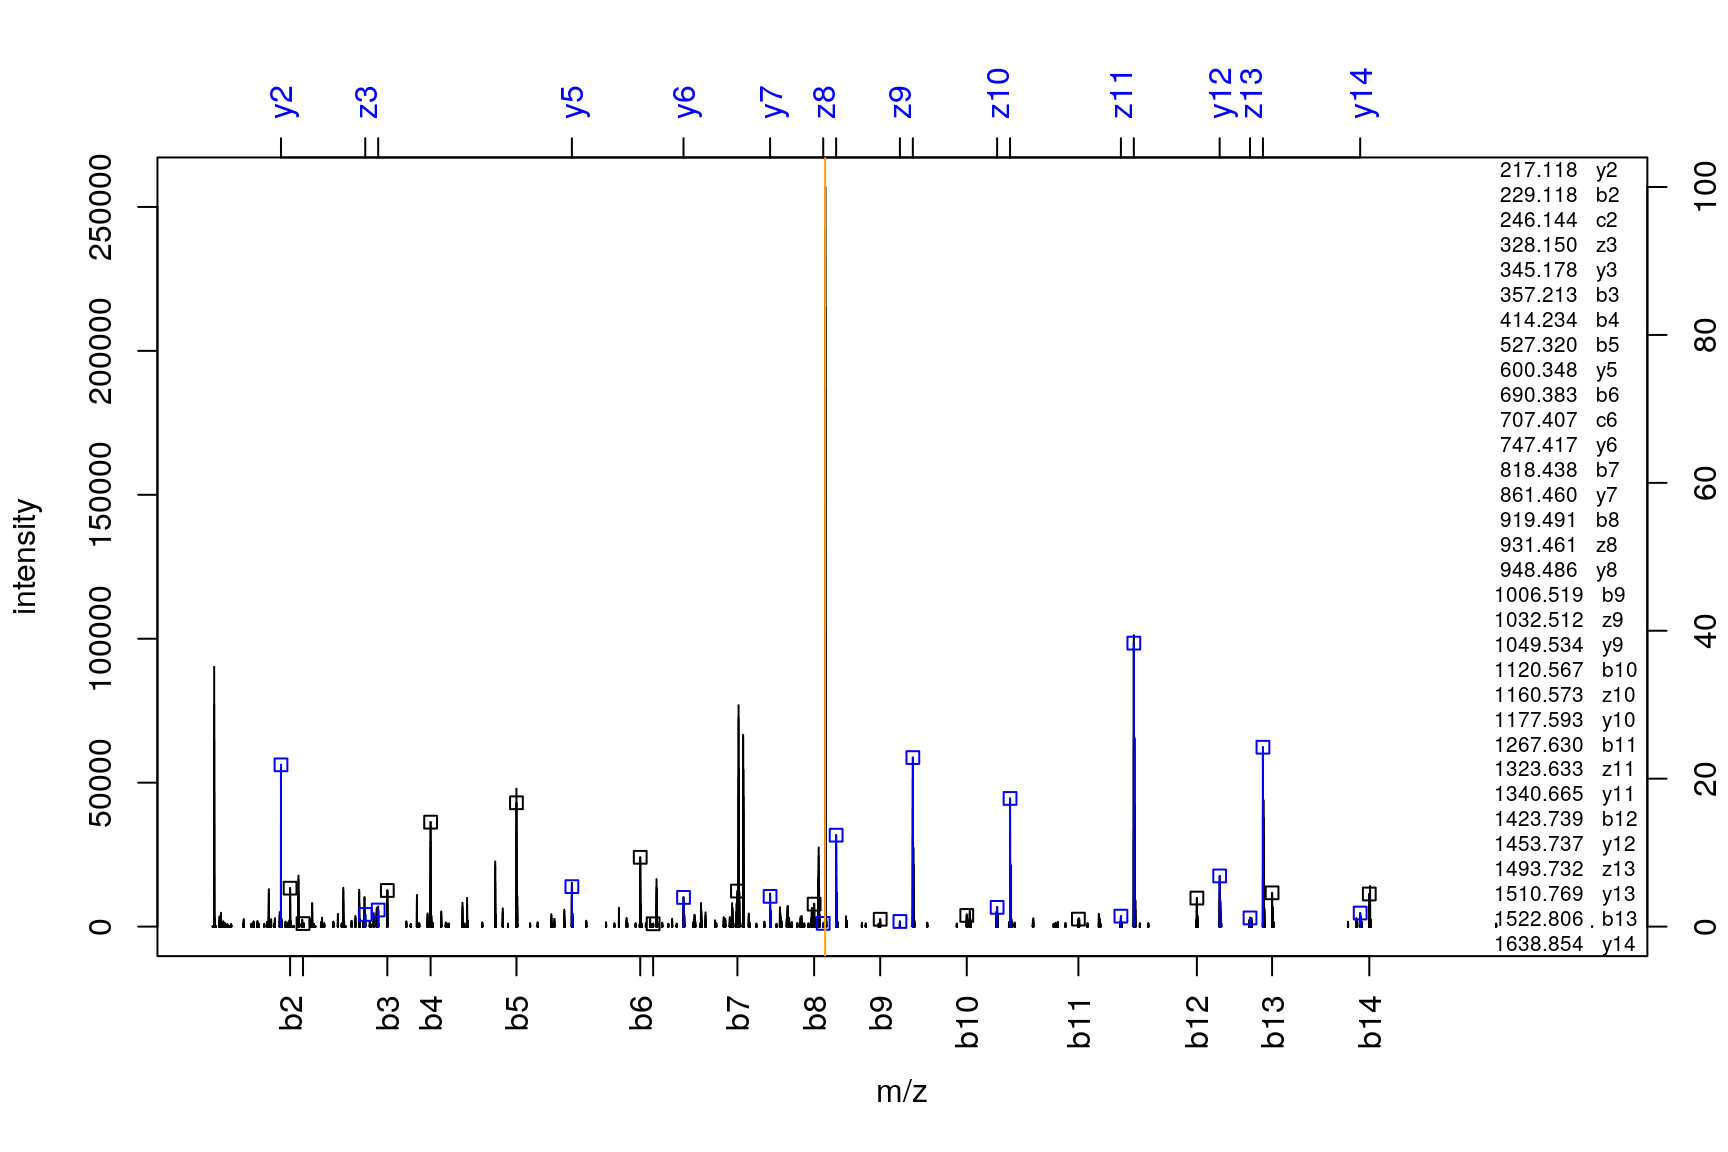 y2 z3 y5 y6 y7 z8 z9 z10 z11 y12 z13 y14
250000
200000
150000
100000
50000
0
intensity
217.118 y2
229.118 b2
246.144 c2
328.150 z3
345.178 y3
357.213 b3
414.234 b4
527.320 b5
600.348 y5
690.383 b6
707.407 c6
747.417 y6
818.438 b7
861.460 y7
919.491 b8
931.461 z8
948.486 y8
1006.519 b9
1032.512 z9
1049.534 y9
1120.567 b10
1160.573 z10
1177.593 y10
1267.630 b11
1323.633 z11
1340.665 y11
1423.739 b12
1453.737 y12
1493.732 z13
1510.769 y13
1522.806 b13
1638.854 y14
100
80
60
40
20
0
b2 b3 b4 b5 b6 b7 b8 b9 b10 b11 b12 b13 b14
m/z